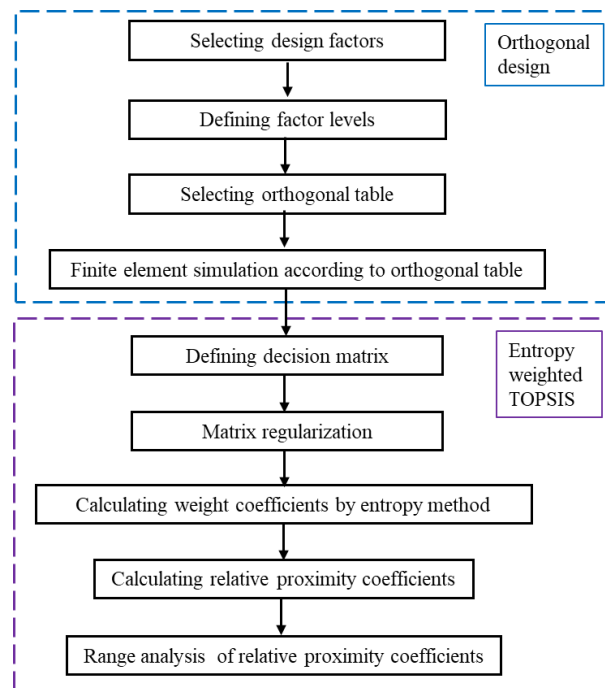 Selecting design factors
Orthogonal
design
Defining factor levels
Selecting orthogonal table
Finite element simulation according to orthogonal table
Defining decision matrix
Entropy
weighted
TOPSIS
Matrix regularization
Calculating weight coefficients by entropy method
Calculating relative proximity coefficients
Range analysis of relative proximity coefficients